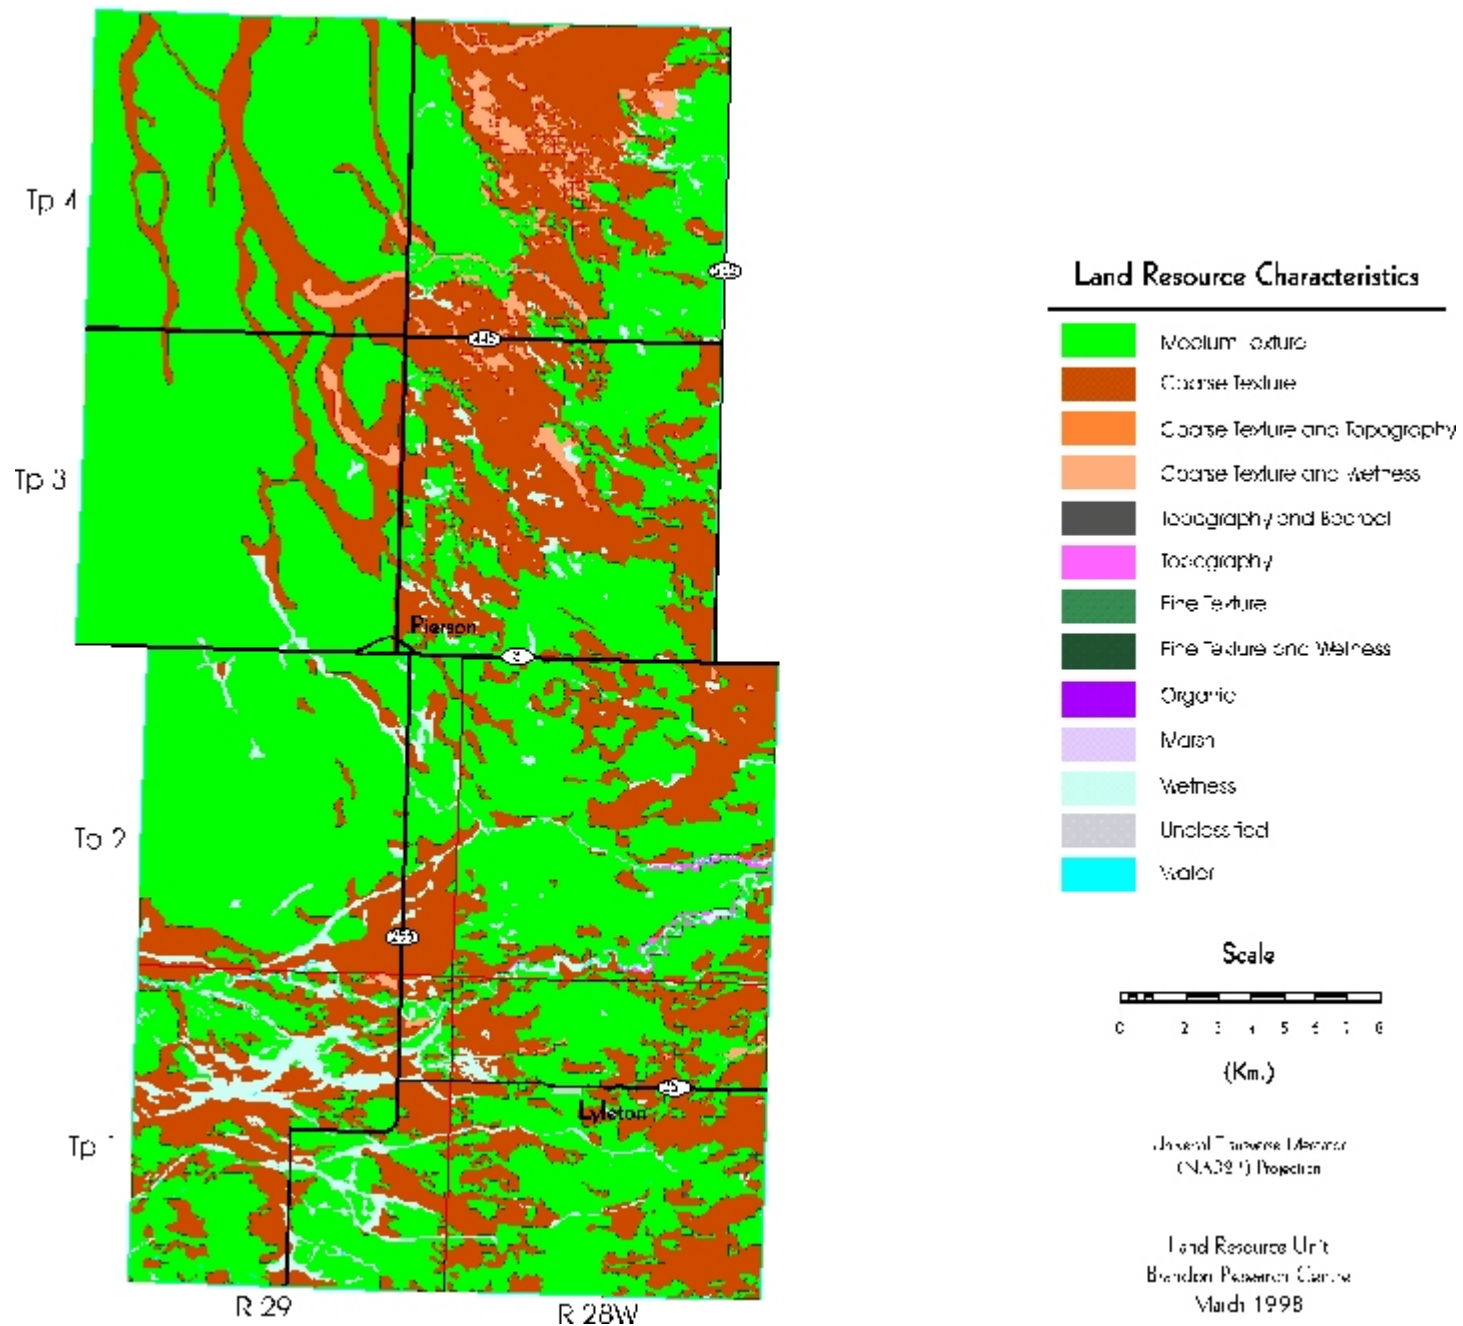 Tp 4
Tp 3
Pierson
3
Tp 2
Tp 1
Lyleton
R 29
R 28W
Land Resource Characteristics
Medium Texture
Coarse Texture
Coarse Texture and Topography
Coarse Texture and Wetness
Topography and Bedrock
Topography
Fine Texture
Fine Texture and Wetness
Organic
Marsh
Wetness
Unclassified
Water
Scale
0 2 3 4 5 6 7 8
(Km.)
Universal Transverse Mercator
Projection
Land Resource Unit
Brandon Research Centre
March 1998